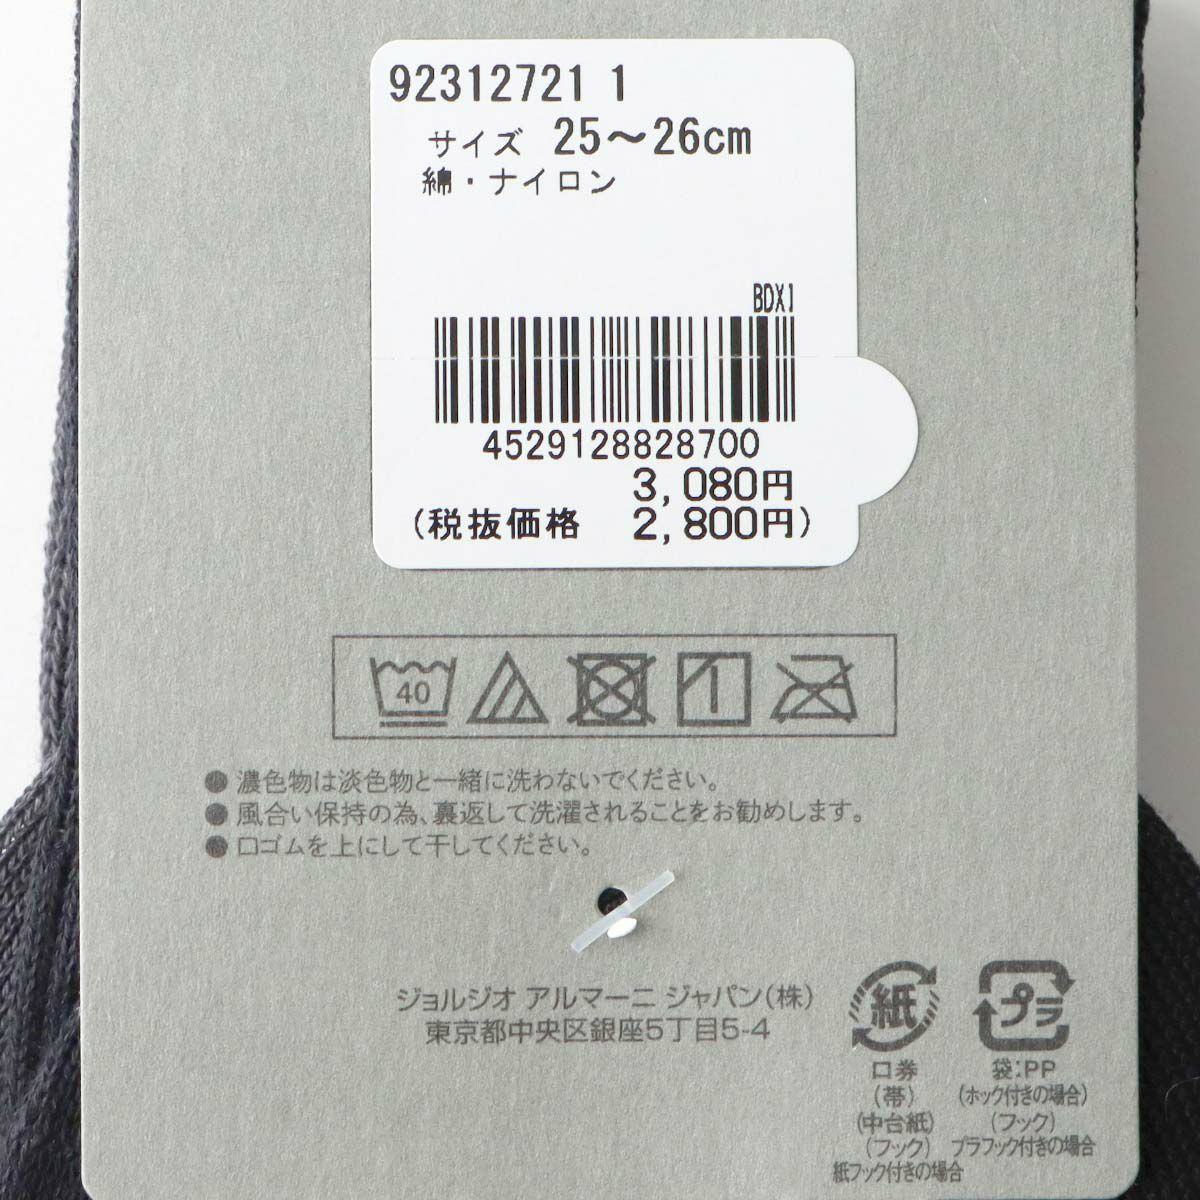 92312721 1
サイズ 25～26cm
綿・ナイロン
BDX1
4529128828700
3,080円
(税抜価格 2,800円)
40
● 濃色物は淡色物と一緒に洗わないでください。
● 風合い保持の為、裏返して洗濯されることをお勧めします。
● 口ゴムを上にして干してください。
ジョルジオ アルマーニ ジャパン(株)
東京都中央区銀座5丁目5-4
紙
口券
(帯)
(中台紙)
(フック)
紙フック付きの場合
プラ
袋:PP
(ホック付きの場合)
(フック)
プラフック付きの場合